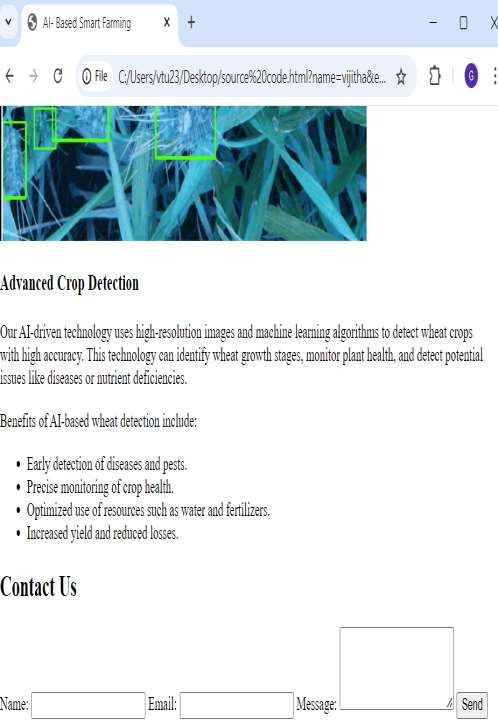 AI- Based Smart Farming
File C:/Users/vtu23/Desktop/source%20code.html?name=vijitha&e...
G
Advanced Crop Detection
Our AI-driven technology uses high-resolution images and machine learning algorithms to detect wheat crops
with high accuracy. This technology can identify wheat growth stages, monitor plant health, and detect potential
issues like diseases or nutrient deficiencies.
Benefits of AI-based wheat detection include:
• Early detection of diseases and pests.
• Precise monitoring of crop health.
• Optimized use of resources such as water and fertilizers.
• Increased yield and reduced losses.
Contact Us
Name: Email: Message: Send